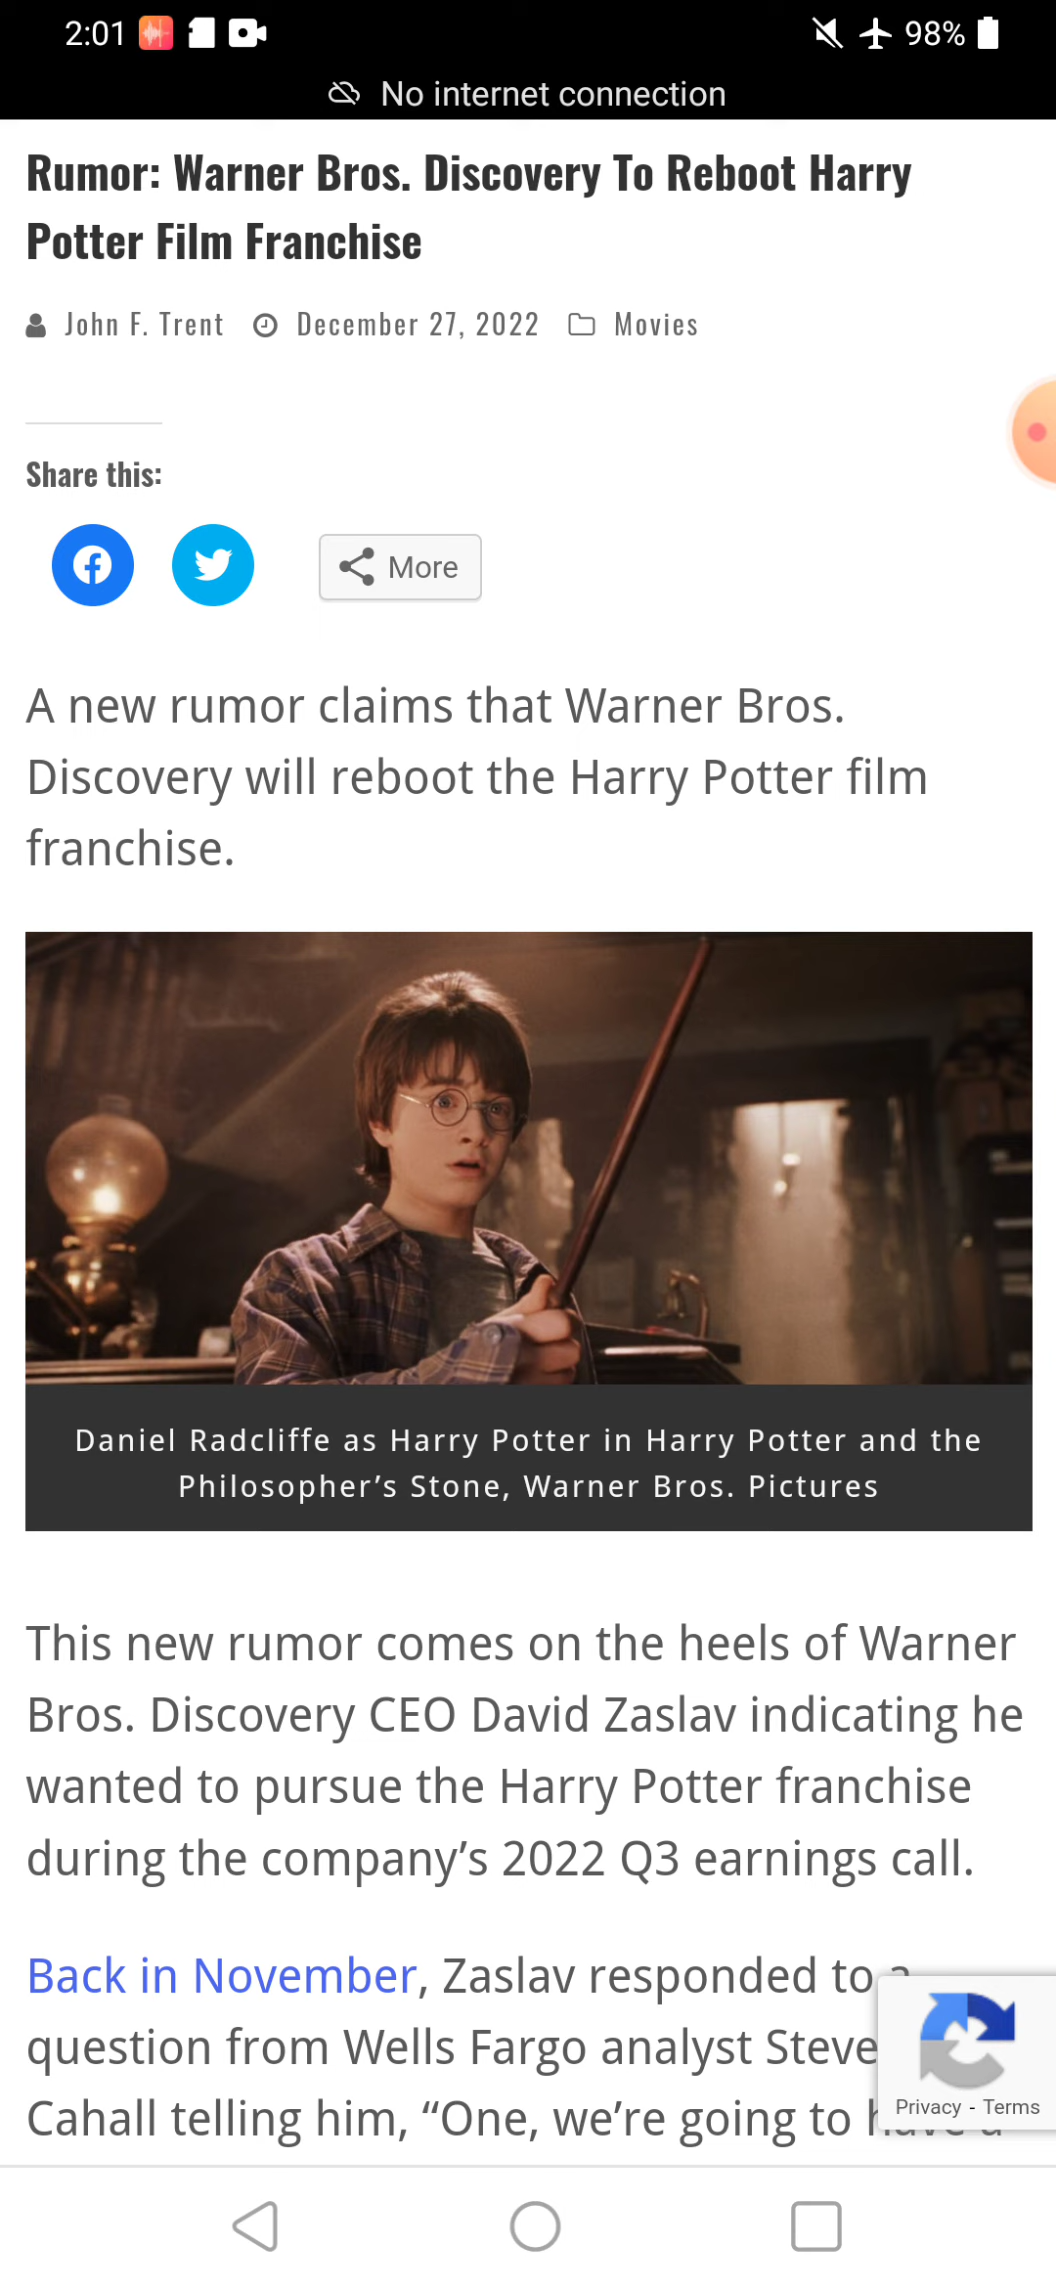 2:01
98%
No internet connection
Rumor: Warner Bros. Discovery To Reboot Harry
Potter Film Franchise
John F. Trent December 27, 2022 Movies
Share this:
More
A new rumor claims that Warner Bros.
Discovery will reboot the Harry Potter film
franchise.
Daniel Radcliffe as Harry Potter in Harry Potter and the
Philosopher’s Stone, Warner Bros. Pictures
This new rumor comes on the heels of Warner
Bros. Discovery CEO David Zaslav indicating he
wanted to pursue the Harry Potter franchise
during the company’s 2022 Q3 earnings call.
Back in November, Zaslav responded to a
question from Wells Fargo analyst Steve
Cahall telling him, “One, we’re going to have a
Privacy - Terms